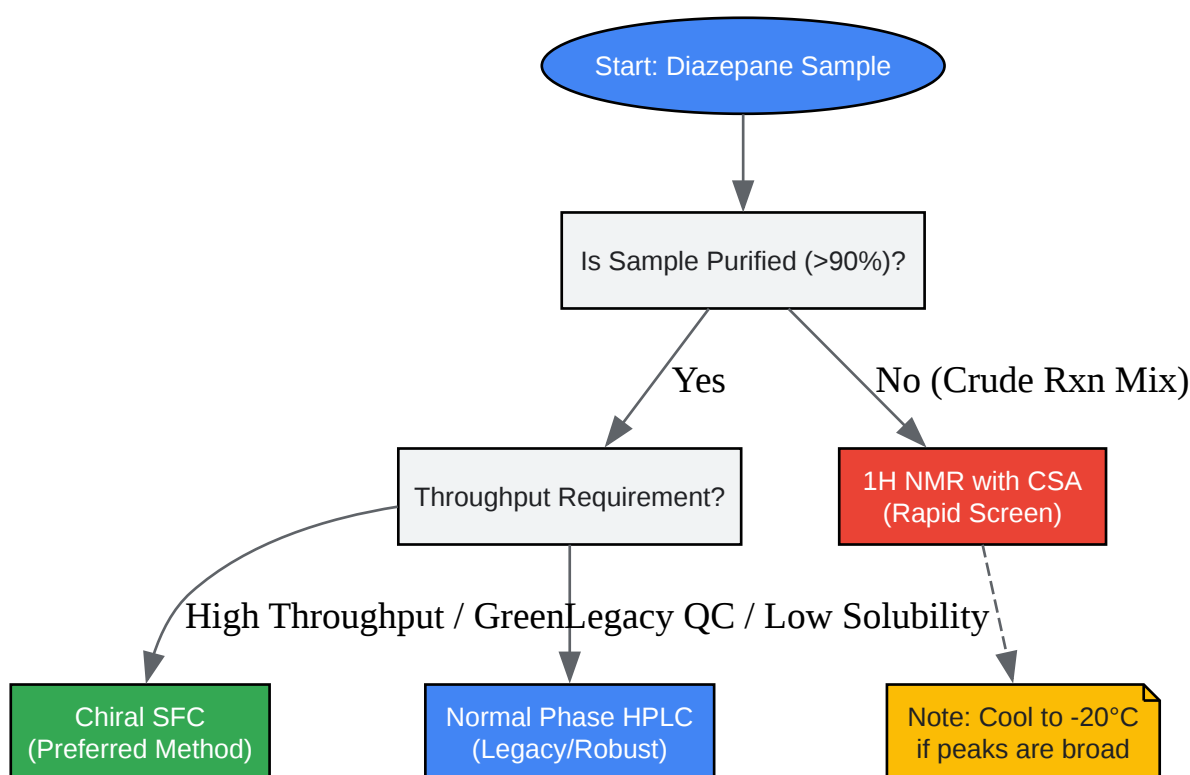 Start: Diazepane Sample
Is Sample Purified (>90%)?
Yes
No (Crude Rxn Mix)
Throughput Requirement?
1H NMR with CSA
(Rapid Screen)
High Throughput / Green
Legacy QC / Low Solubility
Chiral SFC
(Preferred Method)
Normal Phase HPLC
(Legacy/Robust)
Note: Cool to -20°C
if peaks are broad